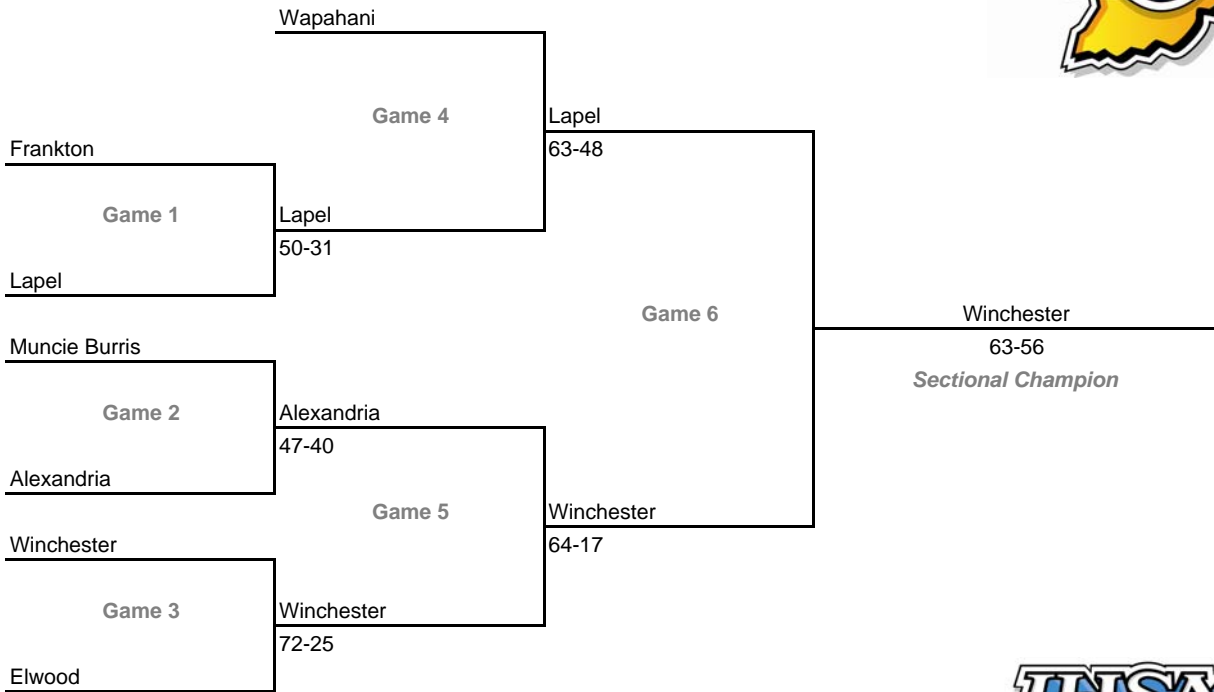 Wapahani
Game 4
Lapel
Frankton
63-48
Game 1
Lapel
50-31
Lapel
Game 6
Winchester
Muncie Burris
63-56
Sectional Champion
Game 2
Alexandria
47-40
Alexandria
Game 5
Winchester
Winchester
64-17
Game 3
Winchester
72-25
Elwood